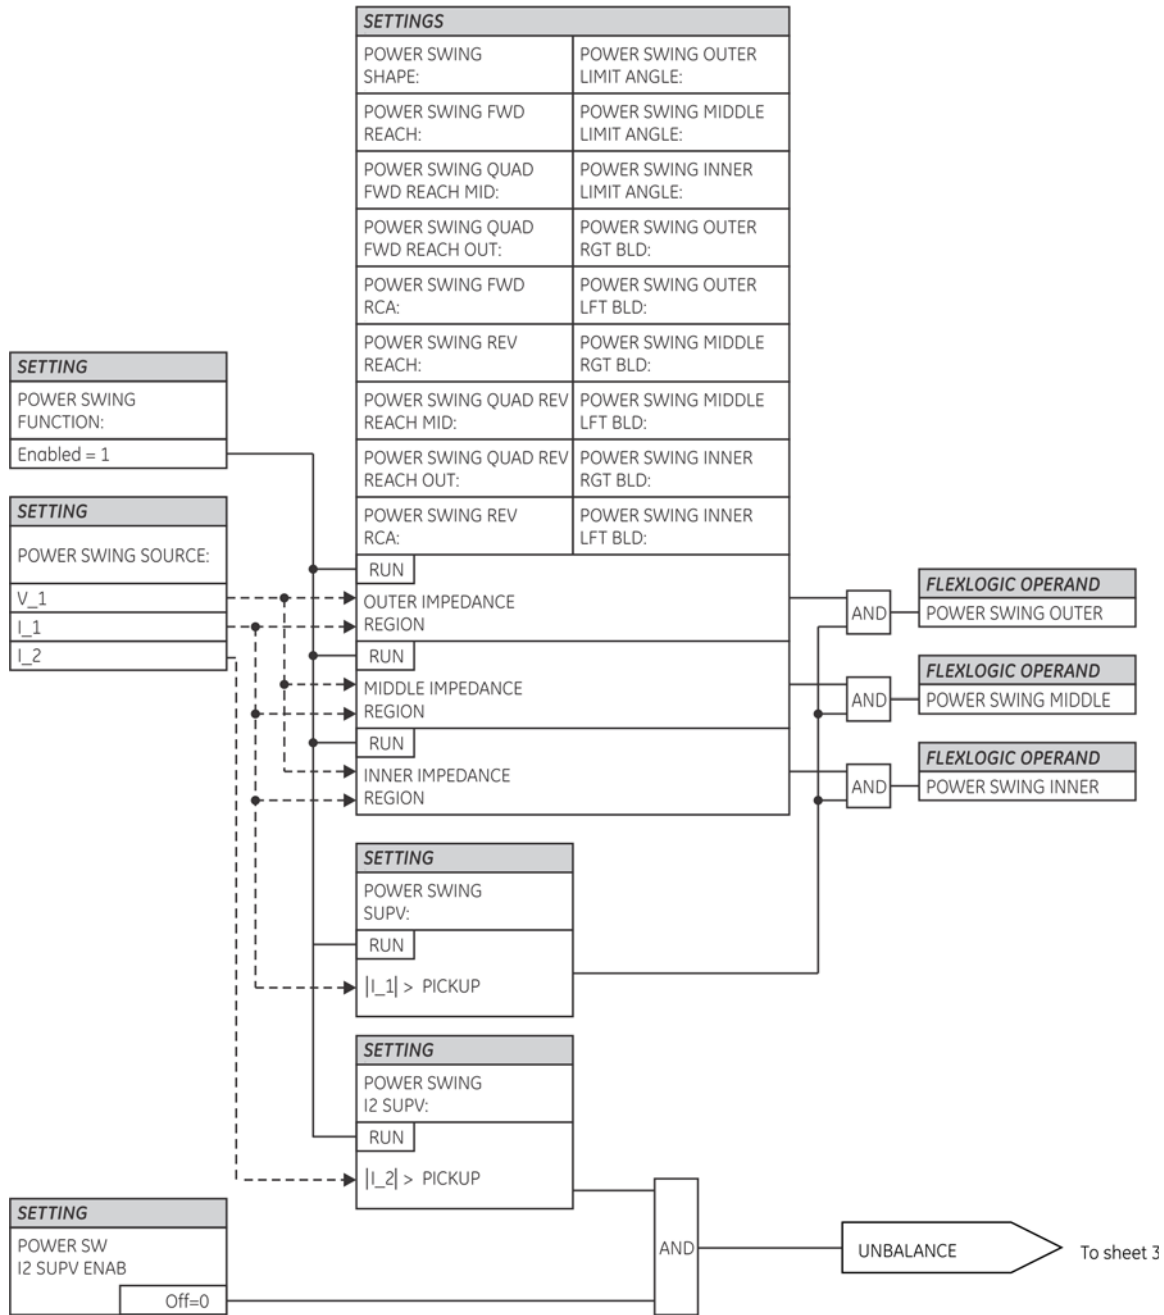 SETTINGS
POWER SWING
SHAPE:
POWER SWING OUTER
LIMIT ANGLE:
POWER SWING FWD
REACH:
POWER SWING MIDDLE
LIMIT ANGLE:
POWER SWING QUAD
FWD REACH MID:
POWER SWING INNER
LIMIT ANGLE:
POWER SWING QUAD
FWD REACH OUT:
POWER SWING OUTER
RGT BLD:
POWER SWING FWD
RCA:
POWER SWING OUTER
LFT BLD:
POWER SWING REV
REACH:
POWER SWING MIDDLE
RGT BLD:
POWER SWING QUAD REV
REACH MID:
POWER SWING MIDDLE
LFT BLD:
POWER SWING QUAD REV
REACH OUT:
POWER SWING INNER
RGT BLD:
POWER SWING REV
RCA:
POWER SWING INNER
LFT BLD:
RUN
OUTER IMPEDANCE
REGION
RUN
MIDDLE IMPEDANCE
REGION
RUN
INNER IMPEDANCE
REGION
SETTING
POWER SWING
FUNCTION:
Enabled = 1
SETTING
POWER SWING SOURCE:
V_1
I_1
I_2
AND
FLEXLOGIC OPERAND
POWER SWING OUTER
AND
FLEXLOGIC OPERAND
POWER SWING MIDDLE
AND
FLEXLOGIC OPERAND
POWER SWING INNER
SETTING
POWER SWING
SUPV:
RUN
|I_1| > PICKUP
SETTING
POWER SWING
I2 SUPV:
RUN
|I_2| > PICKUP
SETTING
POWER SW
I2 SUPV ENAB
Off=0
AND
UNBALANCE
To sheet 3